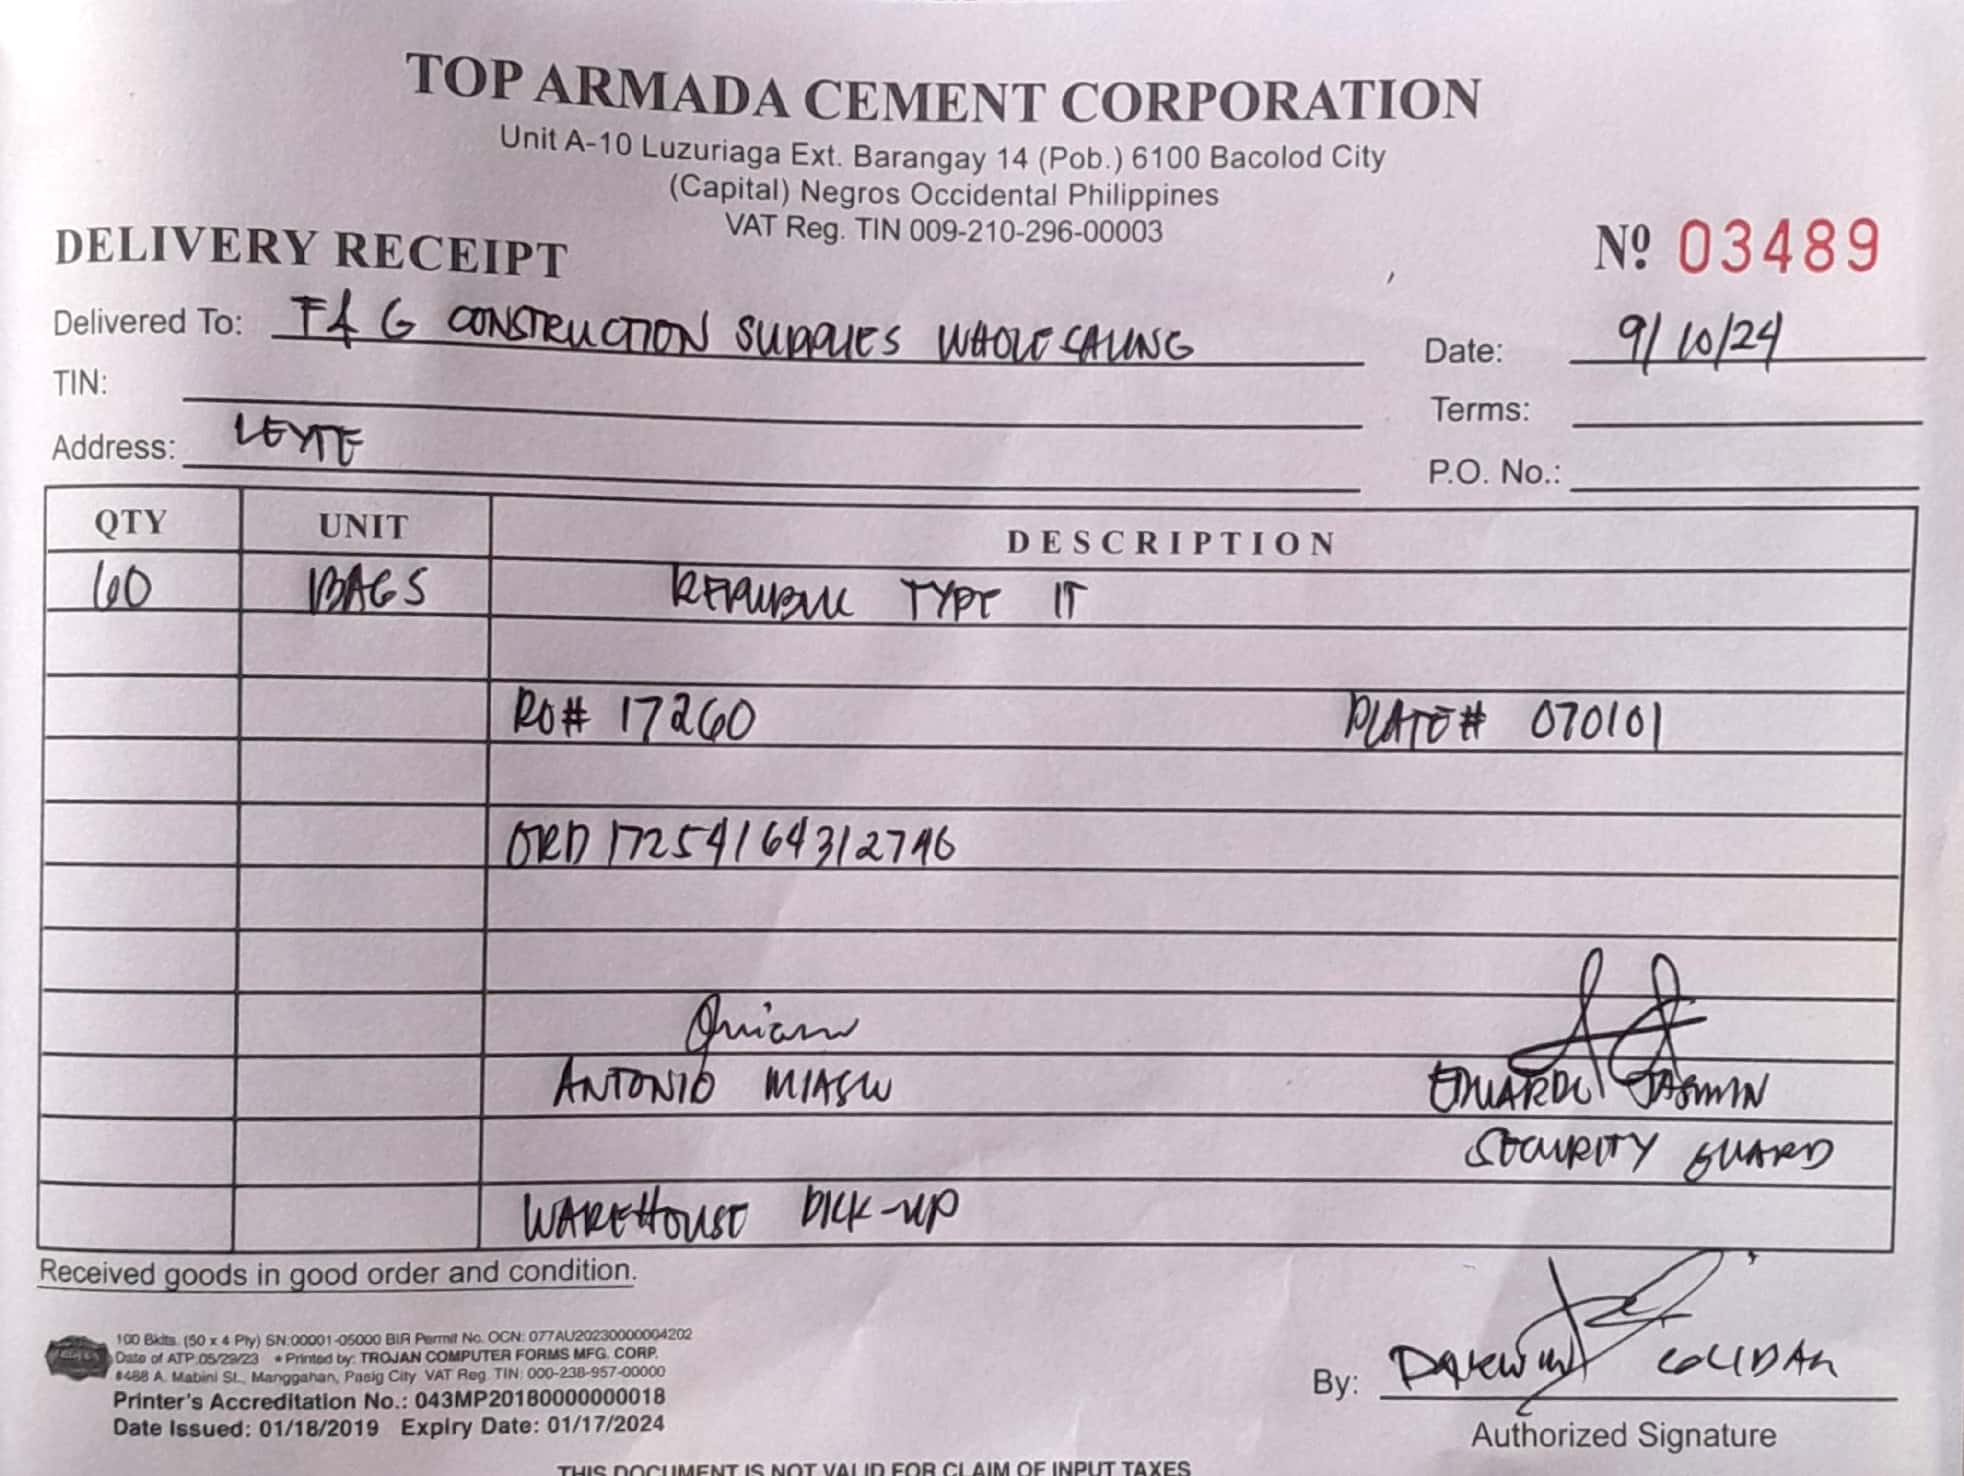 TOP ARMADA CEMENT CORPORATION
Unit A-10 Luzuriaga Ext. Barangay 14 (Pob.) 6100 Bacolod City
(Capital) Negros Occidental Philippines
VAT Reg. TIN 009-210-296-00003
DELIVERY RECEIPT Nº 03489
Delivered To: F & G CONSTRUCTION SUPPLIES WHOLESALING Date: 9/10/24
TIN: Terms:
Address: LEYTE P.O. No.:
QTY UNIT DESCRIPTION
60 BAGS REPUBLIC TYPE 1T
RO# 17260 PLATE# 070101
ORD 17254164312746
ANTONIO EDUARDO JASMIN
SECURITY GUARD
WAREHOUSE PICK-UP
Received goods in good order and condition.
100 Bklts. (50 x 4 Ply) SN:00001-05000 BIR Permit No. OCN: 077AU20230000004202
Date of ATP.05/29/23 * Printed by: TROJAN COMPUTER FORMS MFG. CORP.
#488 A. Mabini St., Manggahan, Pasig City VAT Reg. TIN: 000-238-957-00000
Printer's Accreditation No.: 043MP20180000000018
Date Issued: 01/18/2019 Expiry Date: 01/17/2024
By: COLIDAR
Authorized Signature
THIS DOCUMENT IS NOT VALID FOR CLAIM OF INPUT TAXES